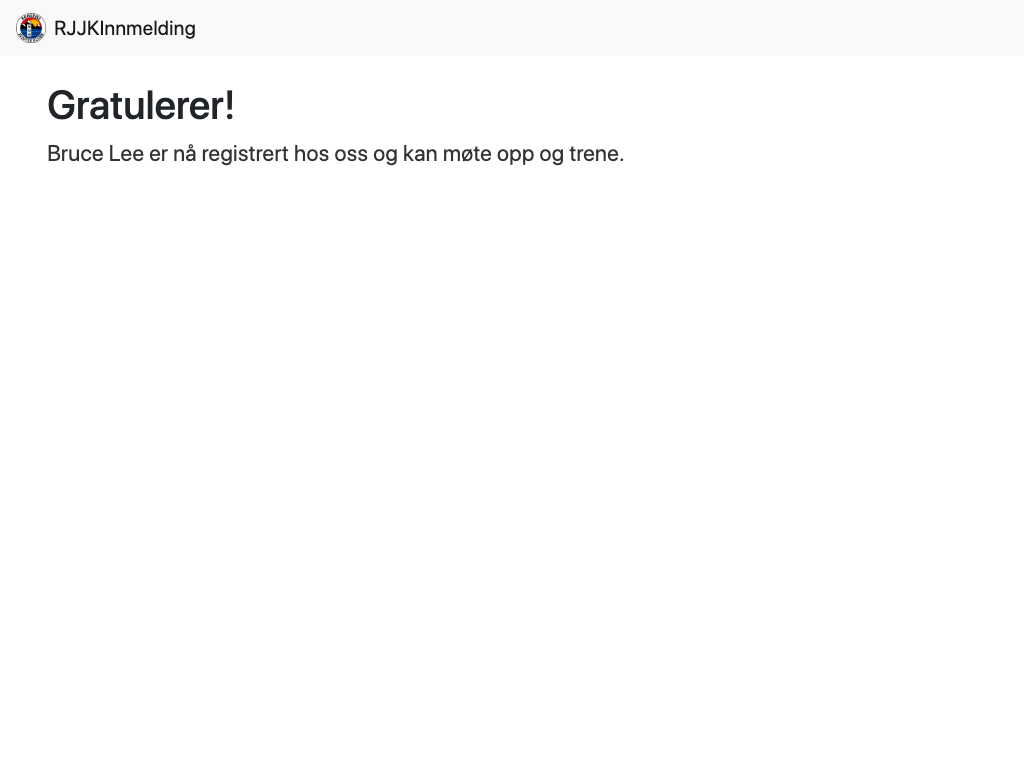 RJJKInnmelding
Gratulerer!
Bruce Lee er nå registrert hos oss og kan møte opp og trene.